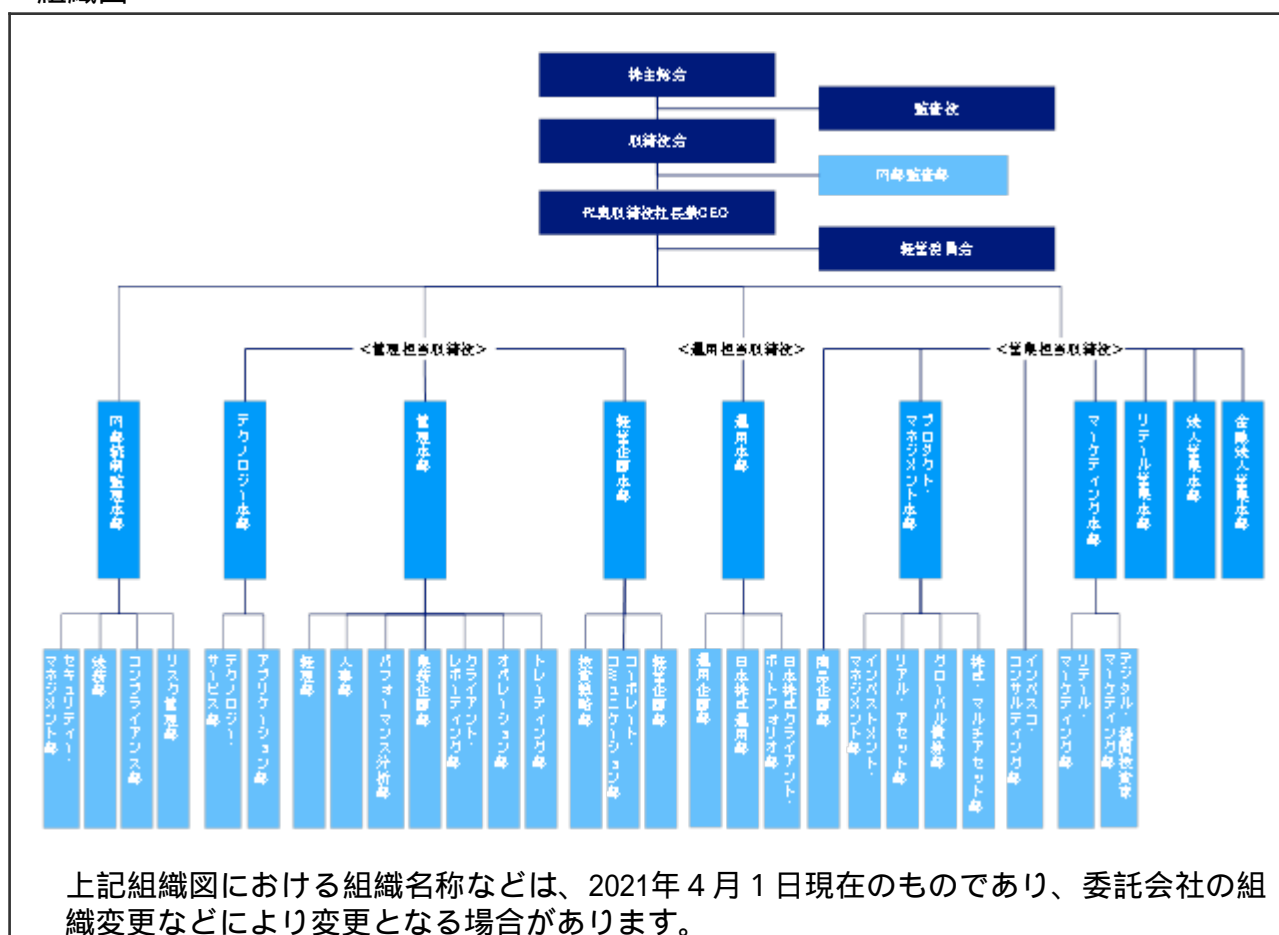 組織図
株主総会
監査役
取締役会
内部監査部
代表取締役社長兼CEO
経営委員会
<管理担当取締役>
<運用担当取締役>
<営業担当取締役>
内部統制監理本部
テクノロジー本部
管理本部
経営企画本部
運用本部
プロダクト・
マネジメント本部
マーケティング本部
リテール営業本部
法人営業本部
金融法人営業本部
セキュリティー・
マネジメント部
法務部
コンプライアンス部
リスク管理部
テクノロジー・
サービス部
アプリケーション部
経理部
人事部
パフォーマンス分析部
業務企画部
クライアント・
レポーティング部
オペレーション部
トレーディング部
投資戦略部
コーポレート・
コミュニケーション部
経営企画部
運用企画部
日本株式運用部
日本株式クライアント・
ポートフォリオ部
商品企画部
インベストメント・
マネジメント部
リアル・アセット部
グローバル債券部
株式・マルチアセット部
インベスコ・
コンサルティング部
リテール・
マーケティング部
デジタル・機関投資家
マーケティング部
上記組織図における組織名称などは、2021年4月1日現在のものであり、委託会社の組
織変更などにより変更となる場合があります。